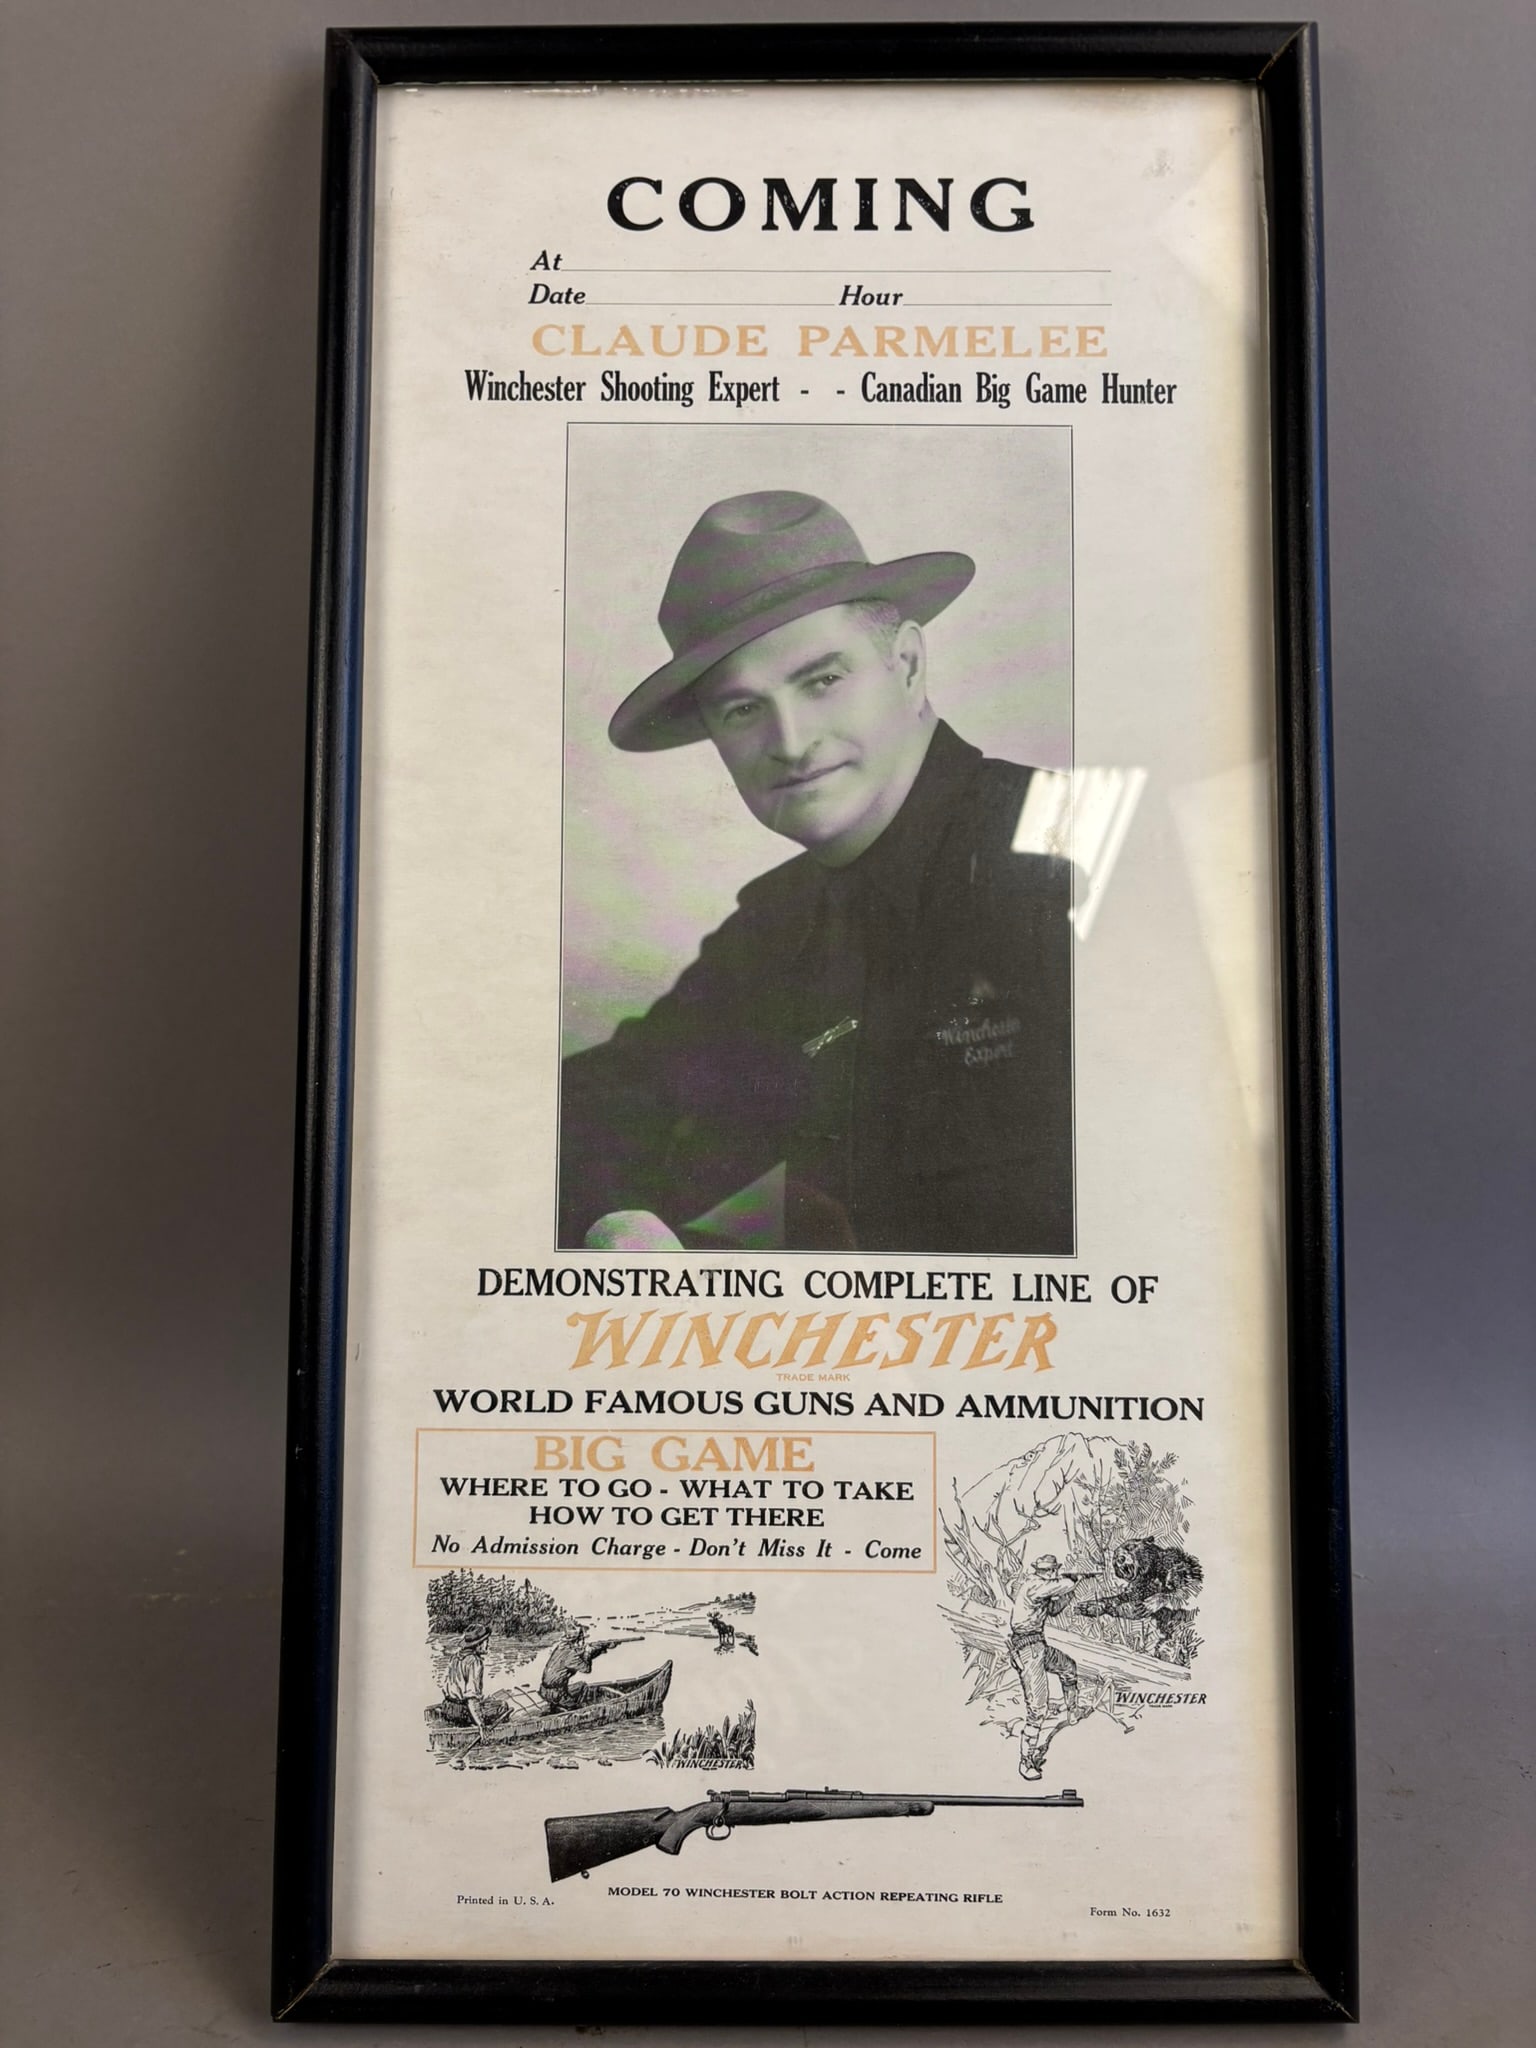 COMING
At
Date Hour
CLAUDE PARMELEE
Winchester Shooting Expert - - Canadian Big Game Hunter
Winchester
Expert
DEMONSTRATING COMPLETE LINE OF
WINCHESTER
TRADE MARK
WORLD FAMOUS GUNS AND AMMUNITION
BIG GAME
WHERE TO GO - WHAT TO TAKE
HOW TO GET THERE
No Admission Charge - Don't Miss It - Come
WINCHESTER
TRADE MARK
WINCHESTER
MODEL 70 WINCHESTER BOLT ACTION REPEATING RIFLE
Printed in U. S. A.
Form No. 1632